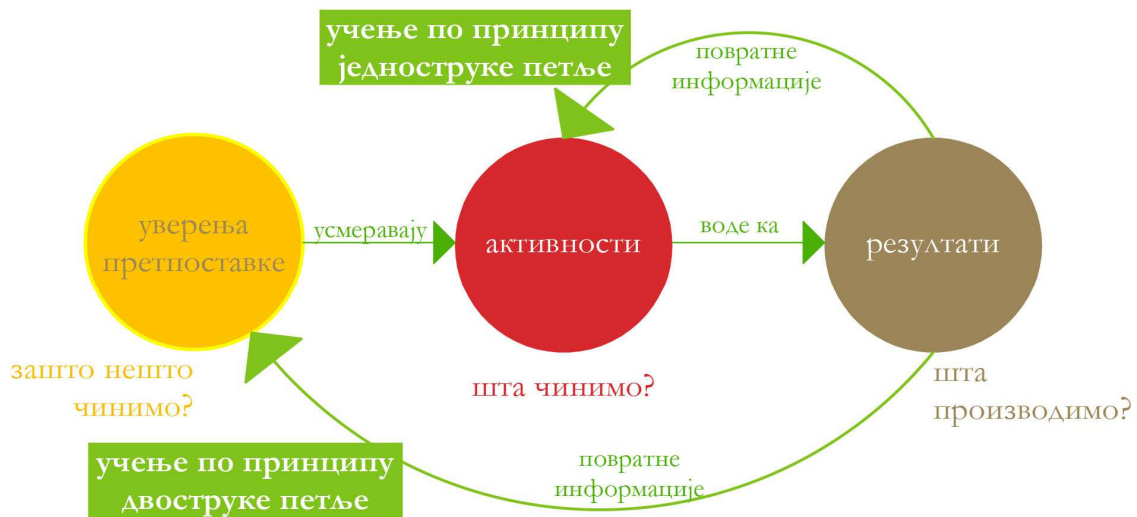 учење по принципу
једноструке петље
повратне
информације
уверења
претпоставке
усмеравају
активности
воде ка
резултати
зашто нешто
чинимо?
шта чинимо?
шта
производимо?
учење по принципу
двоструке петље
повратне
информације